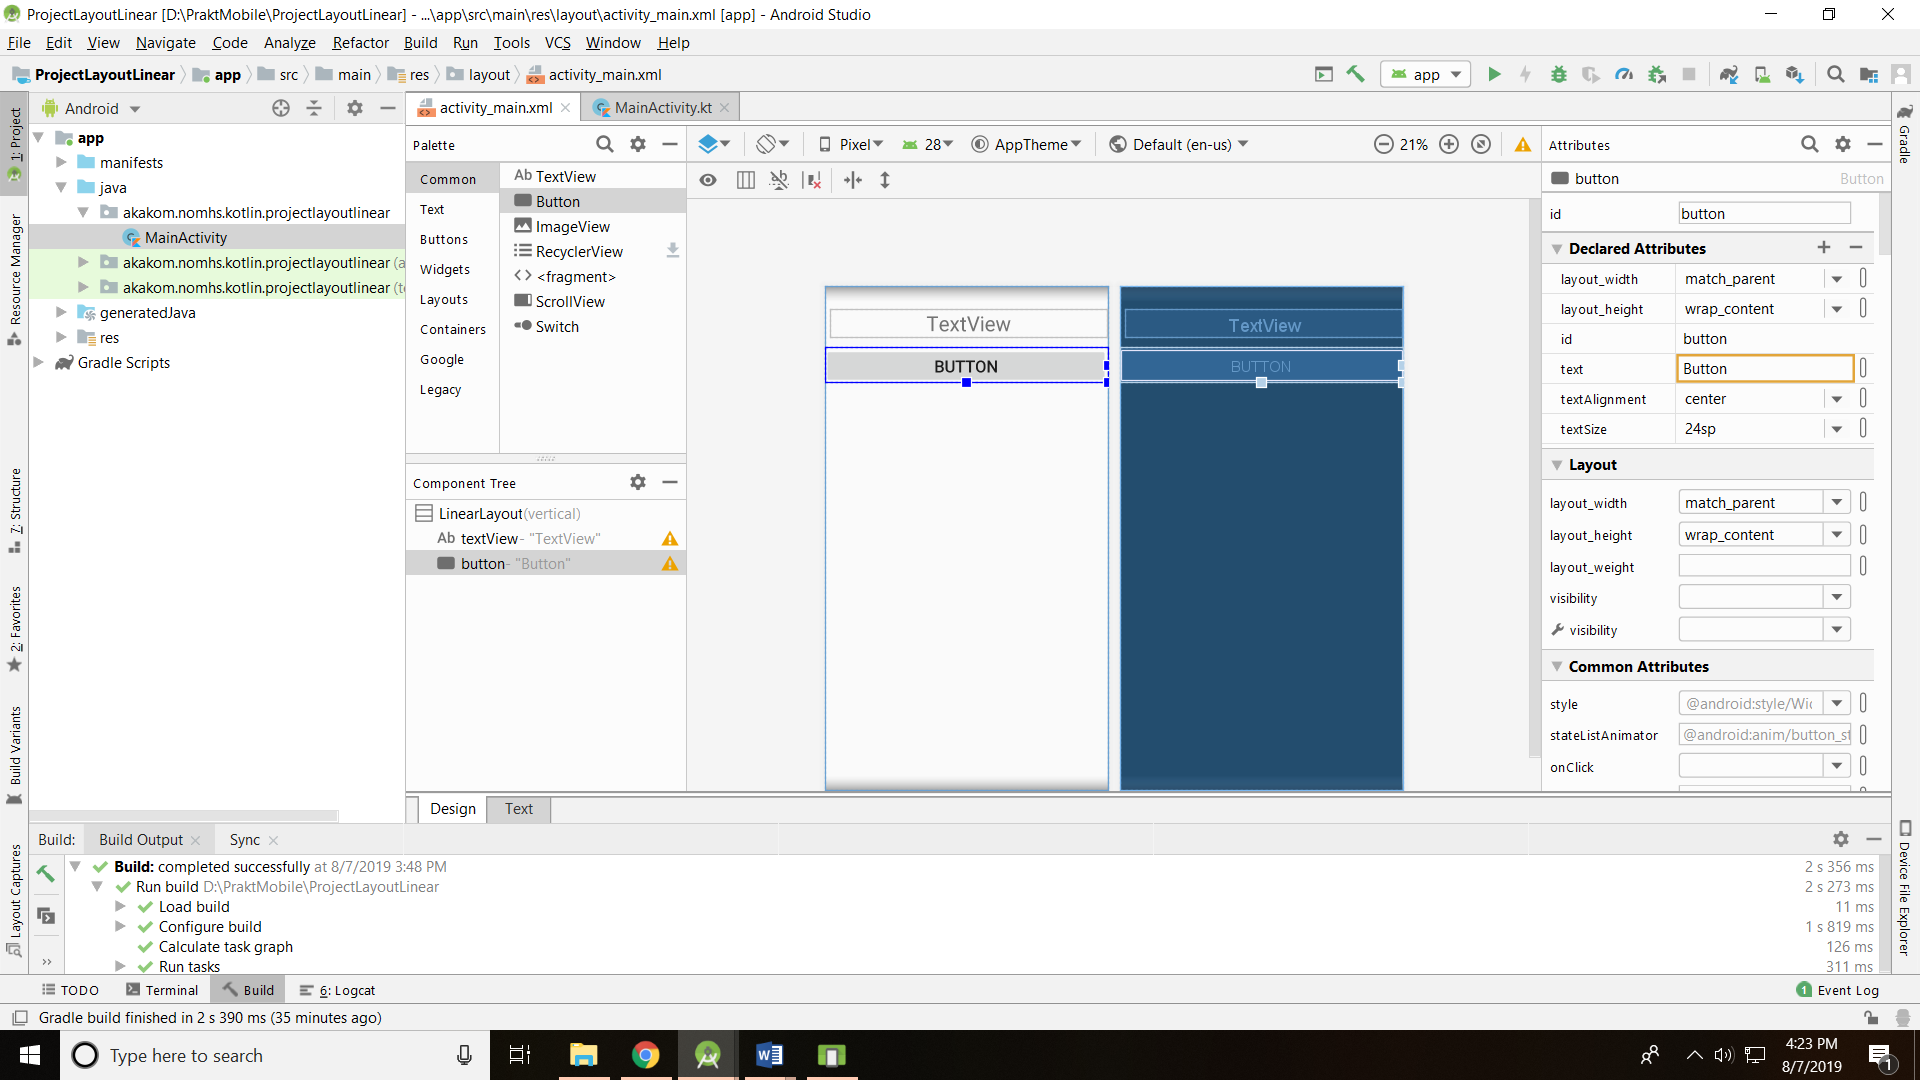 ProjectLayoutLinear [D:\PraktMobile\ProjectLayoutLinear] - ...\app\src\main\res\layout\activity_main.xml [app] - Android Studio
File Edit View Navigate Code Analyze Refactor Build Run Tools VCS Window Help
ProjectLayoutLinear app src main res layout activity_main.xml app
1: Project
Resource Manager
7: Structure
2: Favorites
Build Variants
Layout Captures
Android
app
manifests
java
akakom.nomhs.kotlin.projectlayoutlinear
MainActivity
akakom.nomhs.kotlin.projectlayoutlinear (a
akakom.nomhs.kotlin.projectlayoutlinear (t
generatedJava
res
Gradle Scripts
activity_main.xml MainActivity.kt
Palette
Common
Text
Buttons
Widgets
Layouts
Containers
Google
Legacy
Ab TextView
Button
ImageView
RecyclerView
<fragment>
ScrollView
Switch
Component Tree
LinearLayout(vertical)
Ab textView- "TextView"
button- "Button"
Pixel 28 AppTheme Default (en-us) 21%
TextView
BUTTON
TextView
BUTTON
Design Text
Attributes
button Button
id button
Declared Attributes
layout_width match_parent
layout_height wrap_content
id button
text Button
textAlignment center
textSize 24sp
Layout
layout_width match_parent
layout_height wrap_content
layout_weight
visibility
visibility
Common Attributes
style @android:style/Wi
stateListAnimator @android:anim/button_s
onClick
Gradle
Device File Explorer
Build: Build Output Sync
Build: completed successfully at 8/7/2019 3:48 PM 2 s 356 ms
Run build D:\PraktMobile\ProjectLayoutLinear 2 s 273 ms
Load build 11 ms
Configure build 1 s 819 ms
Calculate task graph 126 ms
Run tasks 311 ms
TODO Terminal Build 6: Logcat 1 Event Log
Gradle build finished in 2 s 390 ms (35 minutes ago)
Type here to search
4:23 PM
8/7/2019
1